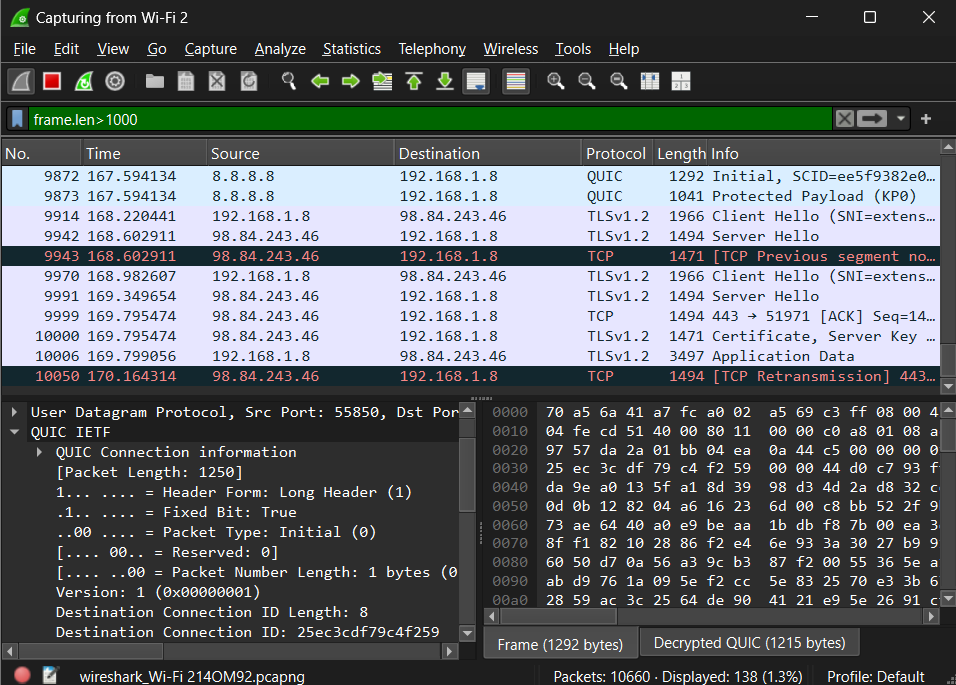 Capturing from Wi-Fi 2
File Edit View Go Capture Analyze Statistics Telephony Wireless Tools Help
frame.len>1000
No. Time Source Destination Protocol Length Info
9872 167.594134 8.8.8.8 192.168.1.8 QUIC 1292 Initial, SCID=ee5f9382e0…
9873 167.594134 8.8.8.8 192.168.1.8 QUIC 1041 Protected Payload (KP0)
9914 168.220441 192.168.1.8 98.84.243.46 TLSv1.2 1966 Client Hello (SNI=extens…
9942 168.602911 98.84.243.46 192.168.1.8 TLSv1.2 1494 Server Hello
9943 168.602911 98.84.243.46 192.168.1.8 TCP 1471 [TCP Previous segment no…
9970 168.982607 192.168.1.8 98.84.243.46 TLSv1.2 1966 Client Hello (SNI=extens…
9991 169.349654 98.84.243.46 192.168.1.8 TLSv1.2 1494 Server Hello
9999 169.795474 98.84.243.46 192.168.1.8 TCP 1494 443 → 51971 [ACK] Seq=14…
10000 169.795474 98.84.243.46 192.168.1.8 TLSv1.2 1471 Certificate, Server Key …
10006 169.799056 192.168.1.8 98.84.243.46 TLSv1.2 3497 Application Data
10050 170.164314 98.84.243.46 192.168.1.8 TCP 1494 [TCP Retransmission] 443…
User Datagram Protocol, Src Port: 55850, Dst Por
QUIC IETF
QUIC Connection information
[Packet Length: 1250]
1... .... = Header Form: Long Header (1)
.1.. .... = Fixed Bit: True
..00 .... = Packet Type: Initial (0)
[.... 00.. = Reserved: 0]
[.... ..00 = Packet Number Length: 1 bytes (0
Version: 1 (0x00000001)
Destination Connection ID Length: 8
Destination Connection ID: 25ec3cdf79c4f259
0000 70 a5 6a 41 a7 fc a0 02 a5 69 c3 ff 08 00 4
0010 04 fe cd 51 40 00 80 11 00 00 c0 a8 01 08 a
0020 97 57 da 2a 01 bb 04 ea 0a 44 c5 00 00 00 0
0030 25 ec 3c df 79 c4 f2 59 00 00 44 d0 c7 93 f
0040 da 9e a0 13 5f a1 8d 39 98 d3 4d 2a d8 32 c
0050 0d 0b 12 82 04 a6 16 23 6d 00 c8 bb 52 2f 9
0060 73 ae 64 40 a0 e9 be aa 1b db f8 7b 00 ea 3
0070 8f f1 82 10 28 86 f2 e4 6e 93 3a 30 27 b9 9
0080 60 50 d7 0a 56 a3 9c b3 87 f2 00 55 36 5e a
0090 ab d9 76 1a 09 5e f2 cc 5e 83 25 70 e3 3b 6
00a0 28 59 ac 3c 25 64 de 90 41 21 e9 5e 26 91 c
Frame (1292 bytes) Decrypted QUIC (1215 bytes)
wireshark_Wi-Fi 214OM92.pcapng Packets: 10660 · Displayed: 138 (1.3%) Profile: Default